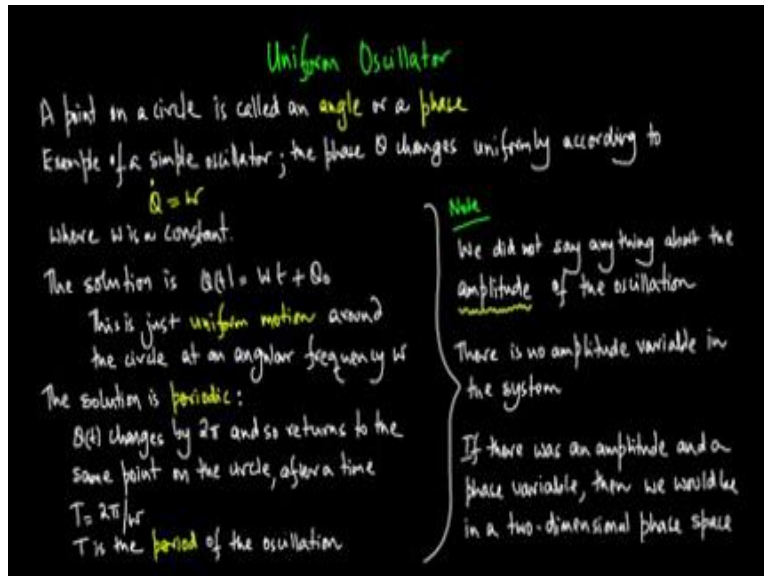 Uniform Oscillator
A point on a circle is called an angle or a phase
Example of a simple oscillator; the phase θ changes uniformly according to
θ̇ = ω
where ω is a constant.
The solution is θ(t) = ωt + θ₀
This is just uniform motion around
the circle at an angular frequency ω
The solution is periodic:
θ(t) changes by 2π and so returns to the
same point on the circle, after a time
T = 2π/ω
T is the period of the oscillation
Note
We did not say anything about the
amplitude of the oscillation
There is no amplitude variable in
the system
If there was an amplitude and a
phase variable, then we would be
in a two-dimensional phase space